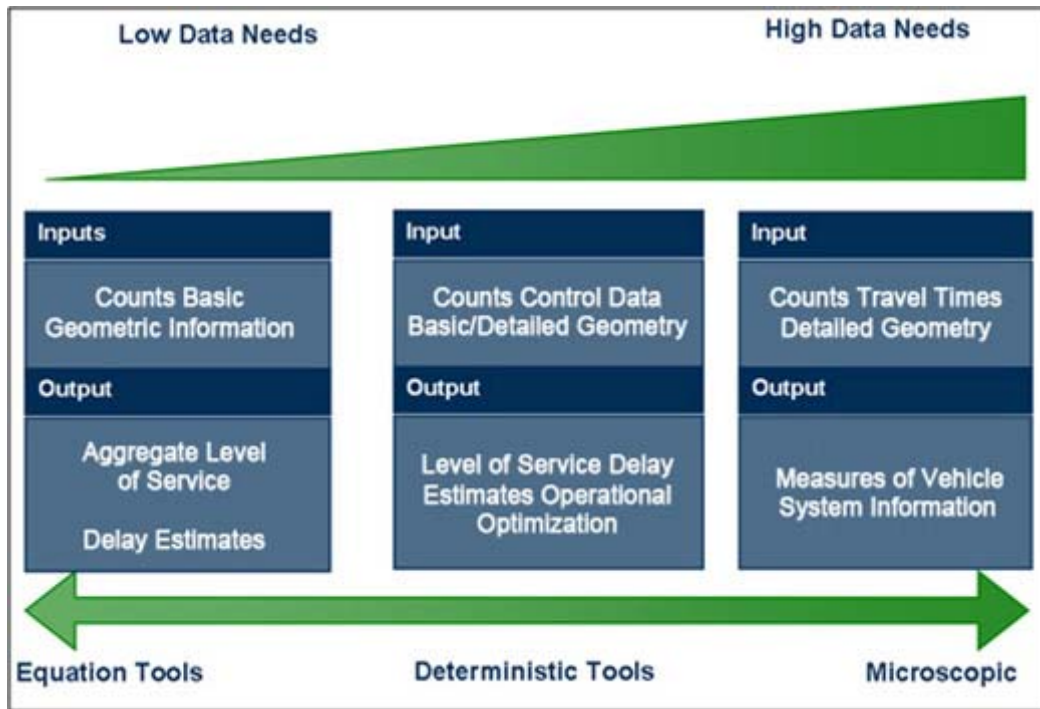 Low Data Needs
High Data Needs
Inputs
Counts Basic
Geometric Information
Output
Aggregate Level
of Service
Delay Estimates
Input
Counts Control Data
Basic/Detailed Geometry
Output
Level of Service Delay
Estimates Operational
Optimization
Input
Counts Travel Times
Detailed Geometry
Output
Measures of Vehicle
System Information
Equation Tools
Deterministic Tools
Microscopic